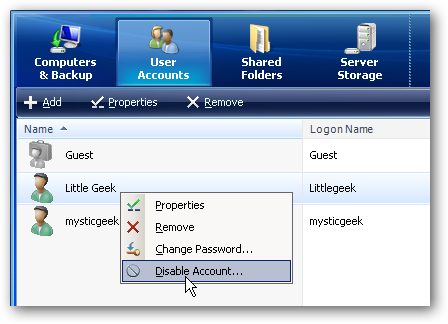 Computers & Backup
User Accounts
Shared Folders
Server Storage
Add Properties Remove
Name Logon Name
Guest Guest
Little Geek Littlegeek
mysticgeek mysticgeek
Properties
Remove
Change Password...
Disable Account...